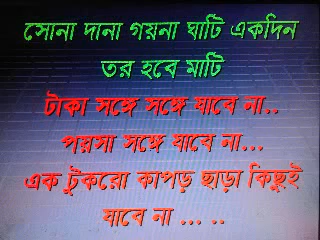 সোনা দানা গয়না ঘাটি একদিন
তর হবে মাটি
টাকা সঙ্গে সঙ্গে যাবে না..
পয়সা সঙ্গে যাবে না...
এক টুকরো কাপড় ছাড়া কিছুই
যাবে না ... ..